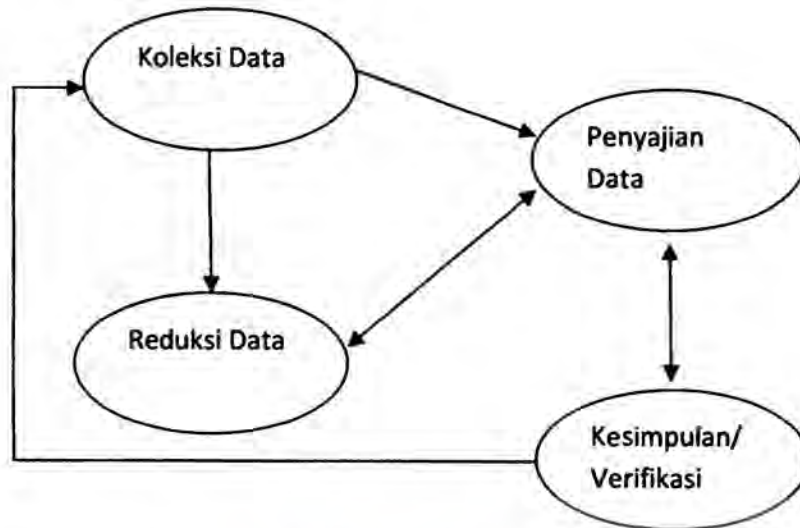 Koleksi Data
Penyajian
Data
Reduksi Data
Kesimpulan/
Verifikasi